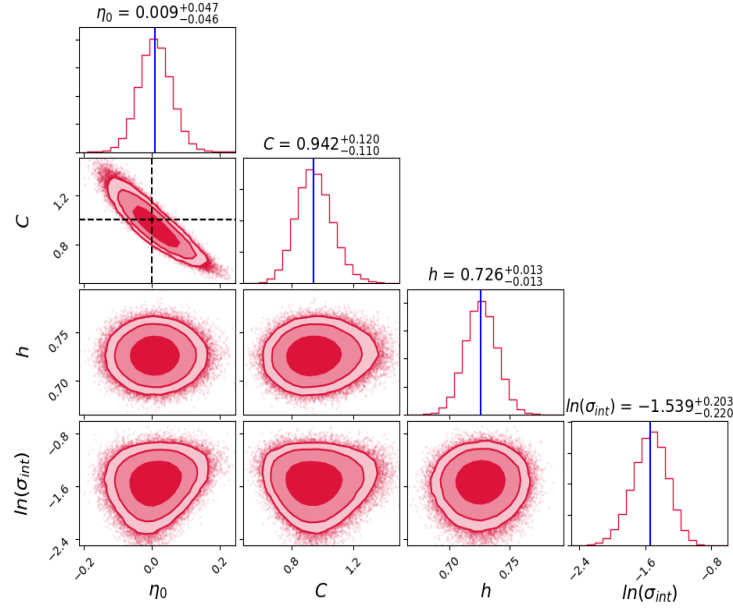 η₀ = 0.009 +0.047 −0.046
C = 0.942 +0.120 −0.110
C
1.2
0.8
h = 0.726 +0.013 −0.013
h
0.75
0.70
ln(σ_int) = −1.539 +0.203 −0.220
ln(σ_int)
−0.8
−1.6
−2.4
−0.2 0.0 0.2 0.8 1.2 0.70 0.75 −2.4 −1.6 −0.8
η₀ C h ln(σ_int)